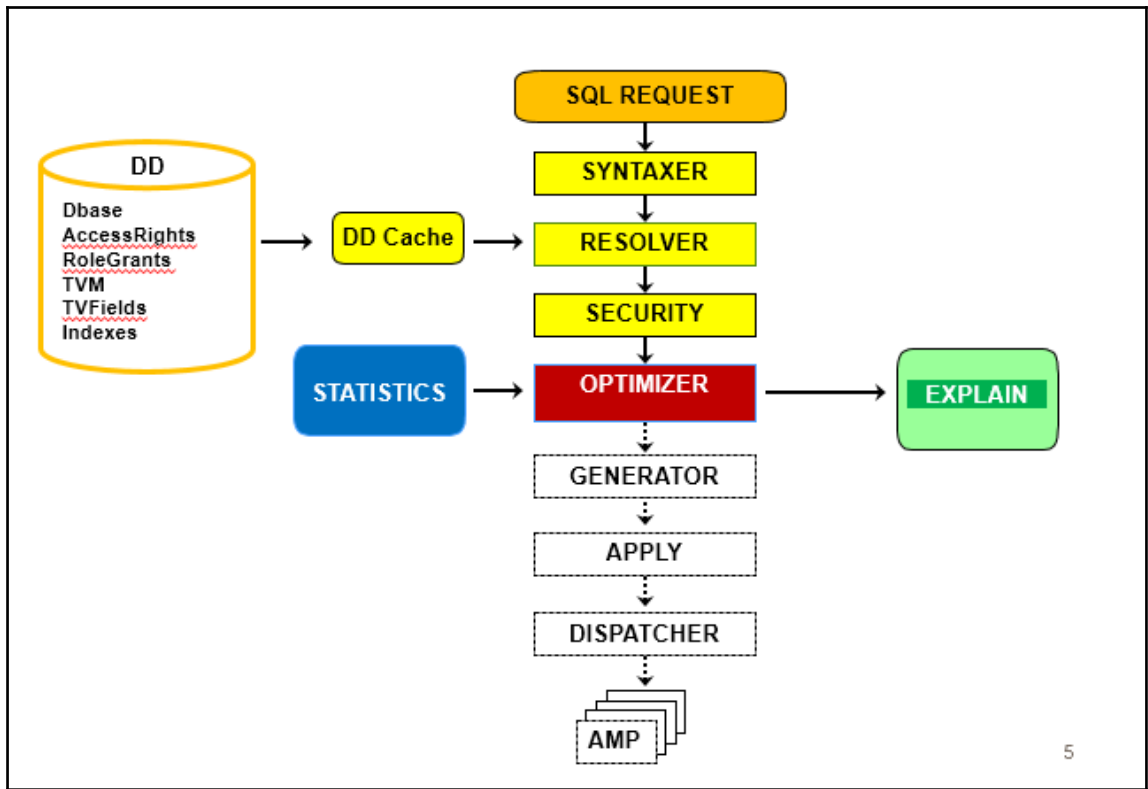 SQL REQUEST
SYNTAXER
DD
Dbase
AccessRights
RoleGrants
TVM
TVFields
Indexes
DD Cache
RESOLVER
SECURITY
STATISTICS
OPTIMIZER
EXPLAIN
GENERATOR
APPLY
DISPATCHER
AMP
5